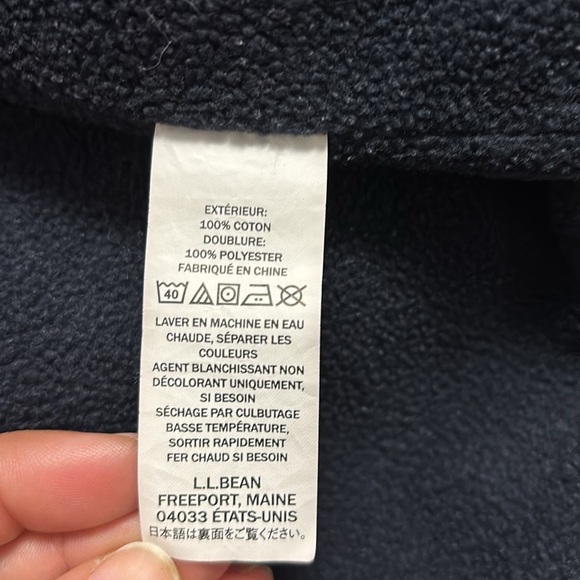 EXTÉRIEUR:
100% COTON
DOUBLURE:
100% POLYESTER
FABRIQUÉ EN CHINE
40
LAVER EN MACHINE EN EAU
CHAUDE, SÉPARER LES
COULEURS
AGENT BLANCHISSANT NON
DÉCOLORANT UNIQUEMENT,
SI BESOIN
SÉCHAGE PAR CULBUTAGE
BASSE TEMPÉRATURE,
SORTIR RAPIDEMENT
FER CHAUD SI BESOIN
L.L.BEAN
FREEPORT, MAINE
04033 ÉTATS-UNIS
日本語は裏面をご覧ください。